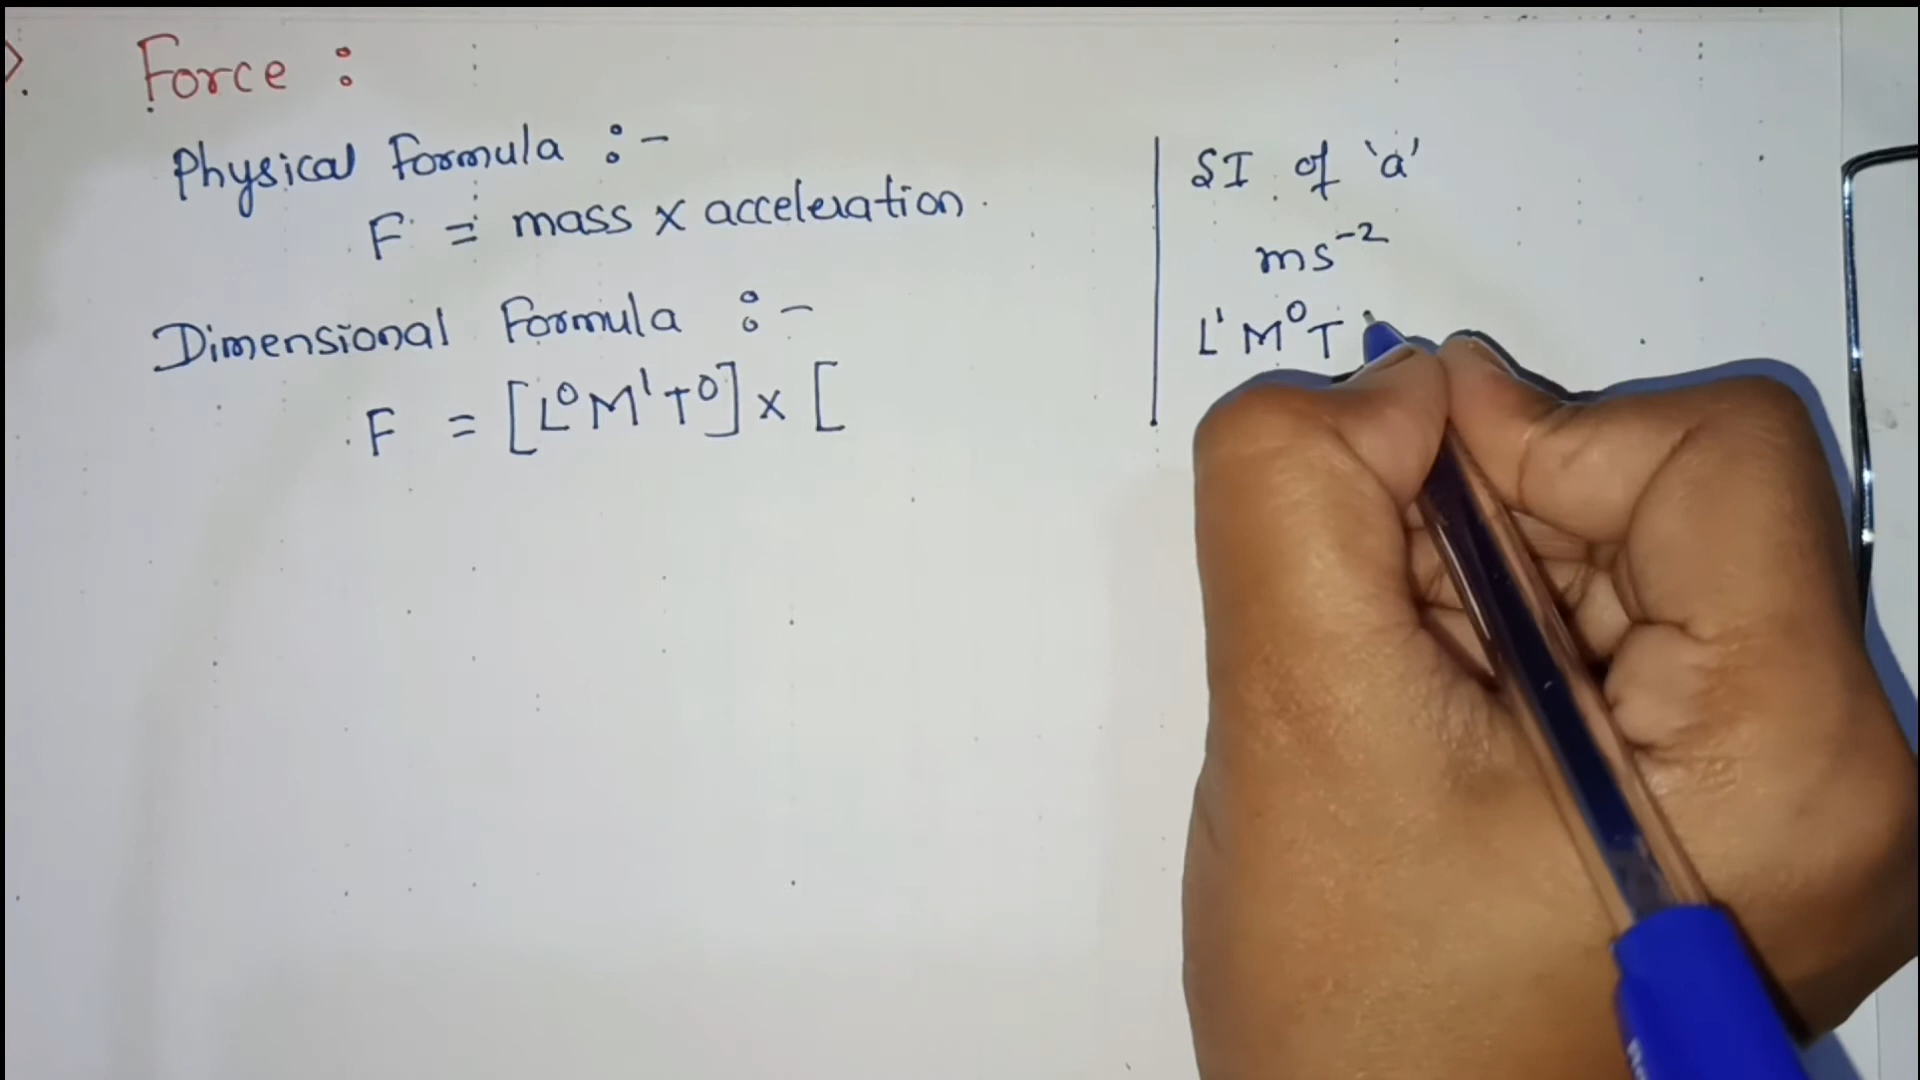 Force :
Physical Formula :-
F = mass x acceleration.
Dimensional Formula :-
F = [L⁰M¹T⁰] x [
SI of 'a'
ms⁻²
L¹M⁰T